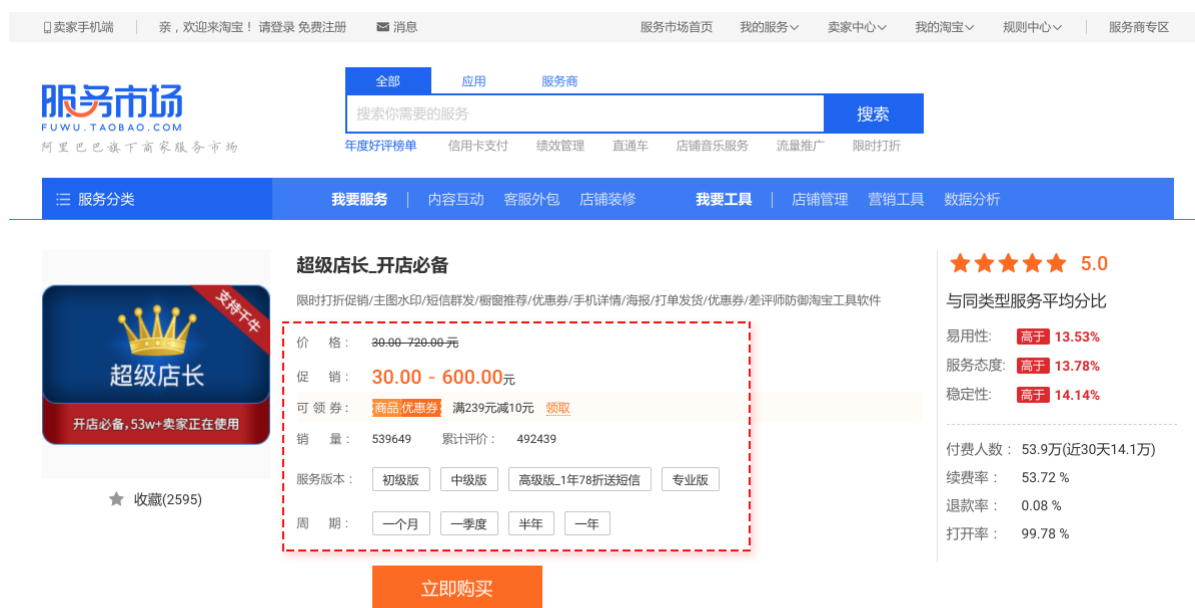 卖家手机端 亲，欢迎来淘宝！请登录 免费注册 消息 服务市场首页 我的服务 卖家中心 我的淘宝 规则中心 服务商专区
全部 应用 服务商
服务市场
FUWU.TAOBAO.COM
阿里巴巴旗下商家服务市场
搜索你需要的服务 搜索
年度好评榜单 信用卡支付 绩效管理 直通车 店铺音乐服务 流量推广 限时打折
服务分类 我要服务 内容互动 客服外包 店铺装修 我要工具 店铺管理 营销工具 数据分析
支持千牛
超级店长
开店必备,53w+卖家正在使用
收藏(2595)
超级店长_开店必备
限时打折促销/主图水印/短信群发/橱窗推荐/优惠券/手机详情/海报/打单发货/优惠券/差评师防御淘宝工具软件
价 格： 30.00-720.00元
促 销： 30.00 - 600.00元
可领券： 商品优惠券 满239元减10元 领取
销 量： 539649 累计评价： 492439
服务版本： 初级版 中级版 高级版_1年78折送短信 专业版
周 期： 一个月 一季度 半年 一年
立即购买
5.0
与同类型服务平均分比
易用性: 高于 13.53%
服务态度: 高于 13.78%
稳定性: 高于 14.14%
付费人数： 53.9万(近30天14.1万)
续费率： 53.72 %
退款率： 0.08 %
打开率： 99.78 %